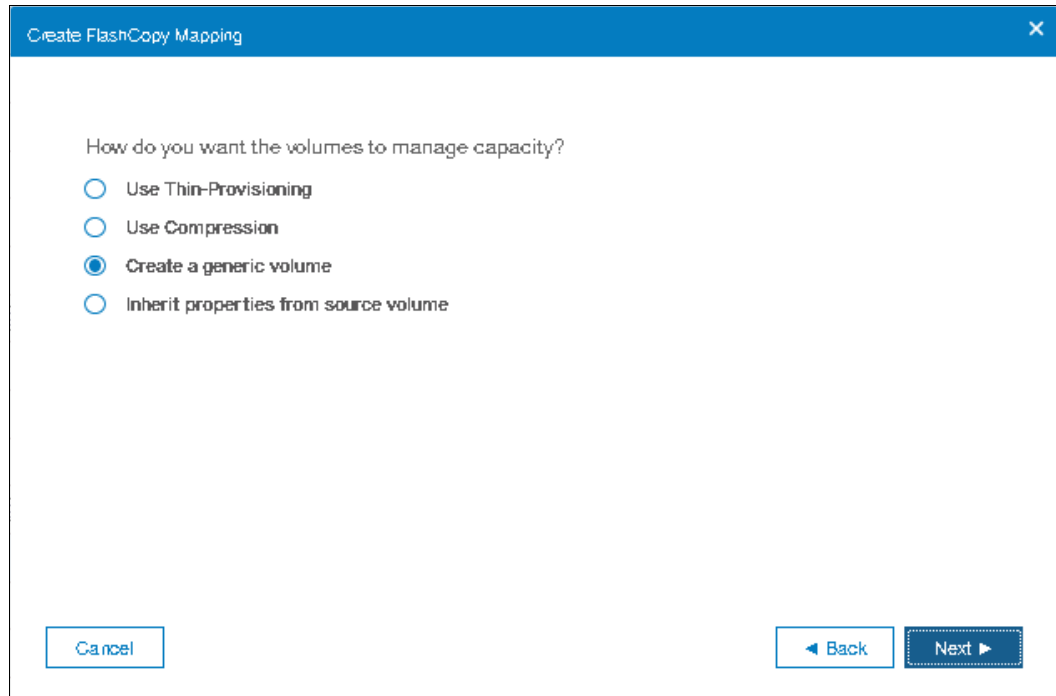 Create FlashCopy Mapping
How do you want the volumes to manage capacity?
Use Thin-Provisioning
Use Compression
Create a generic volume
Inherit properties from source volume
Cancel
Back
Next